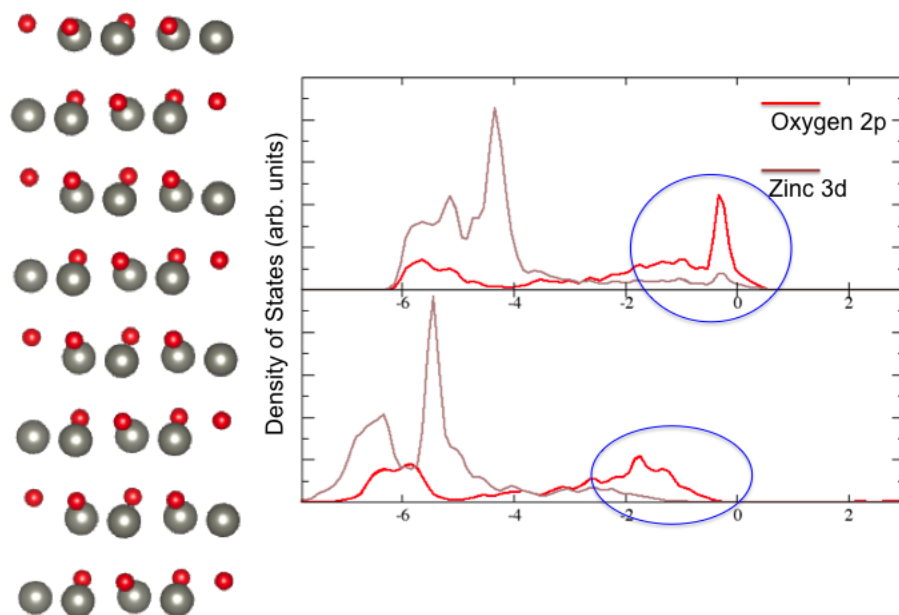 Oxygen 2p
Zinc 3d
Density of States (arb. units)
-6 -4 -2 0 2
-6 -4 -2 0 2